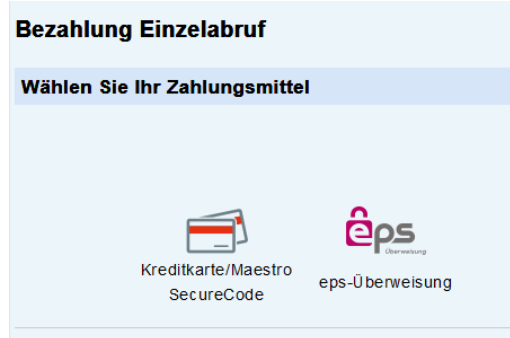 Bezahlung Einzelabruf
Wählen Sie Ihr Zahlungsmittel
eps
Überweisung
Kreditkarte/Maestro
SecureCode
eps-Überweisung